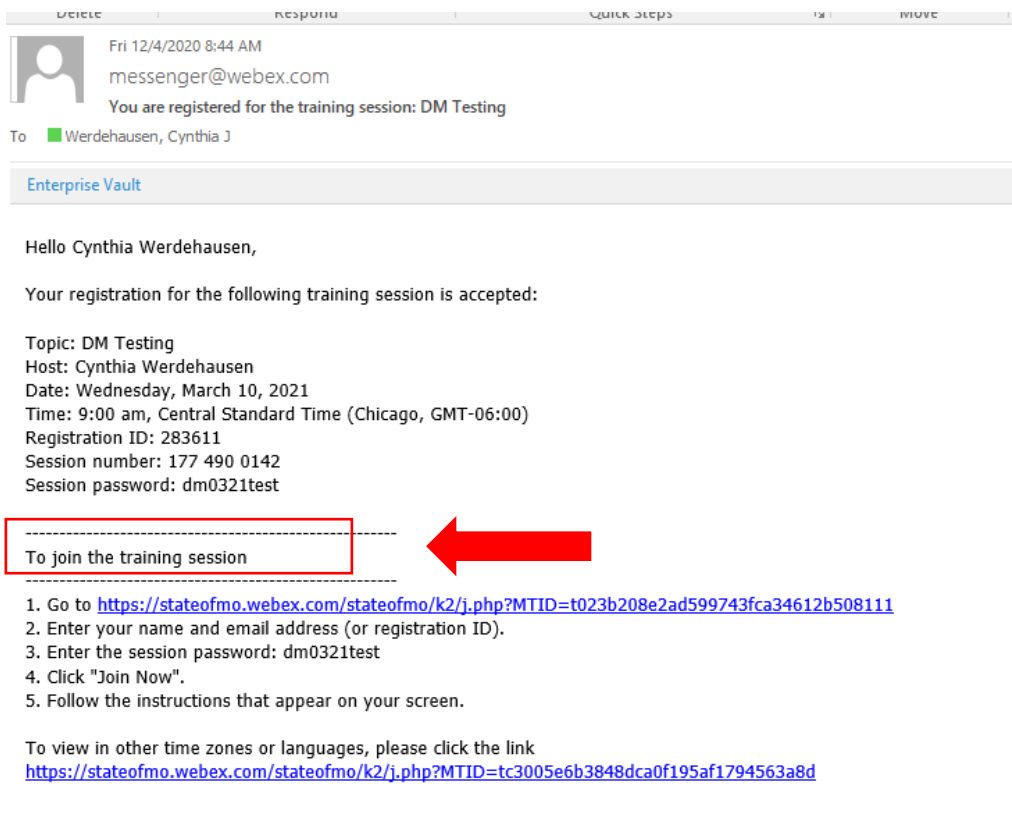 Delete Respond Quick Steps Move
Fri 12/4/2020 8:44 AM
messenger@webex.com
You are registered for the training session: DM Testing
To Werdehausen, Cynthia J
Enterprise Vault
Hello Cynthia Werdehausen,
Your registration for the following training session is accepted:
Topic: DM Testing
Host: Cynthia Werdehausen
Date: Wednesday, March 10, 2021
Time: 9:00 am, Central Standard Time (Chicago, GMT-06:00)
Registration ID: 283611
Session number: 177 490 0142
Session password: dm0321test
-------------------------------------------------------
To join the training session
-------------------------------------------------------
1. Go to https://stateofmo.webex.com/stateofmo/k2/j.php?MTID=t023b208e2ad599743fca34612b508111
2. Enter your name and email address (or registration ID).
3. Enter the session password: dm0321test
4. Click "Join Now".
5. Follow the instructions that appear on your screen.
To view in other time zones or languages, please click the link
https://stateofmo.webex.com/stateofmo/k2/j.php?MTID=tc3005e6b3848dca0f195af1794563a8d